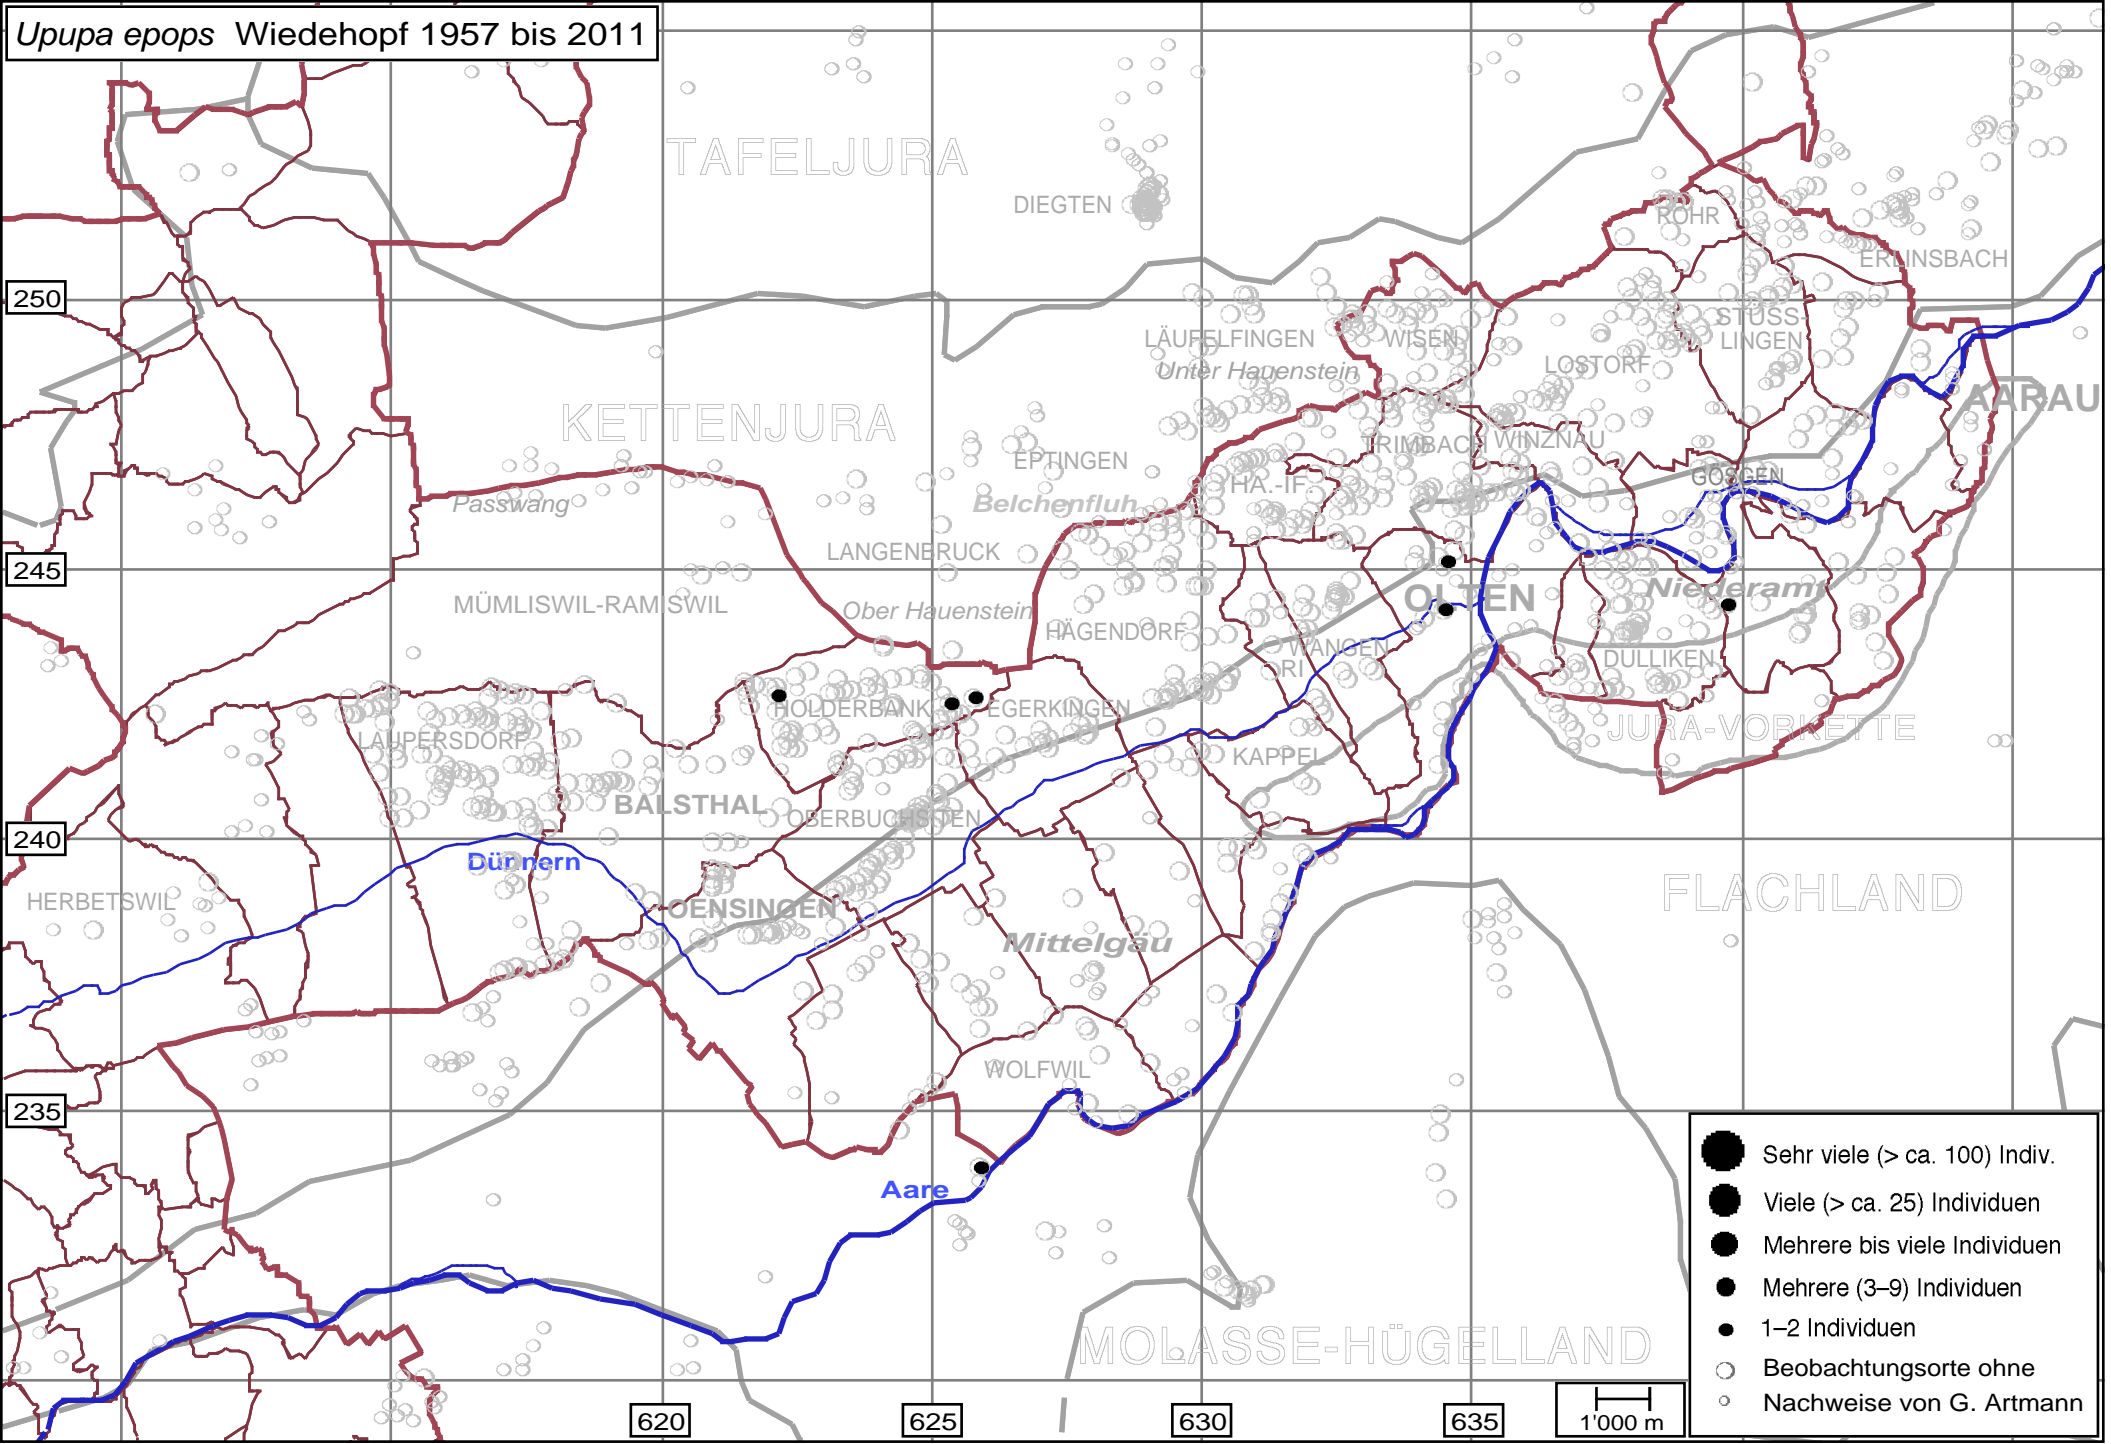 Upupa epops Wiedehopf 1957 bis 2011
TAFELJURA
DIEGTEN
ROHR
ERLINSBACH
250
LÄUFELFINGEN
WISEN
STÜSS-
LINGEN
Unter Hauenstein
LOSTORF
AARAU
KETTENJURA
TRIMBACH
WINZNAU
EPTINGEN
GÖSGEN
HA.-IF.
Passwang
Belchenfluh
LANGENBRUCK
245
Niederamt
MÜMLISWIL-RAMISWIL
Ober Hauenstein
OLTEN
HÄGENDORF
WANGEN
RI.
DULLIKEN
HOLDERBANK
EGERKINGEN
JURA-VORKETTE
LAUPERSDORF
KAPPEL
BALSTHAL
OBERBUCHSITEN
240
Dünnern
FLACHLAND
HERBETSWIL
OENSINGEN
Mittelgäu
WOLFWIL
235
Aare
MOLASSE-HÜGELLAND
620
625
630
635
1'000 m
Sehr viele (> ca. 100) Indiv.
Viele (> ca. 25) Individuen
Mehrere bis viele Individuen
Mehrere (3–9) Individuen
1–2 Individuen
Beobachtungsorte ohne
Nachweise von G. Artmann